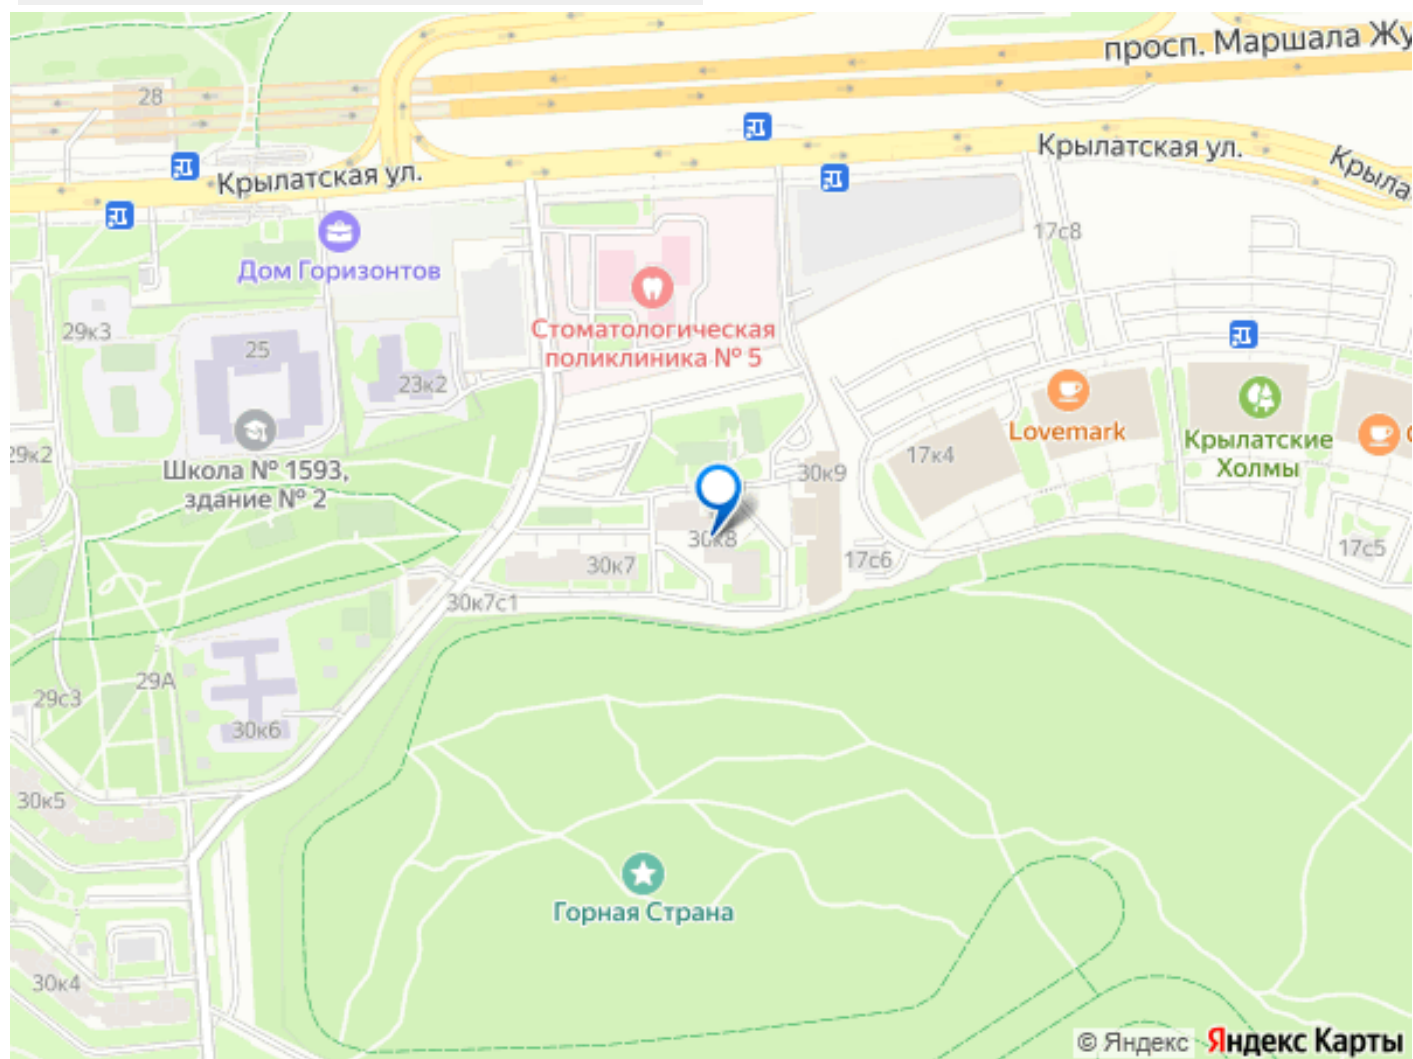 просп. Маршала Жу
28
Крылатская ул.
Крылатская ул.
Крыла
17с8
Дом Горизонтов
29к3
25
23к2
Стоматологическая
поликлиника № 5
Lovemark
Крылатские
Холмы
29к2
Школа № 1593,
здание № 2
30к9
17к4
30к8
30к7
17с6
17с5
30к7с1
29А
29с3
30к6
30к5
Горная Страна
30к4
© Яндекс Яндекс Карты